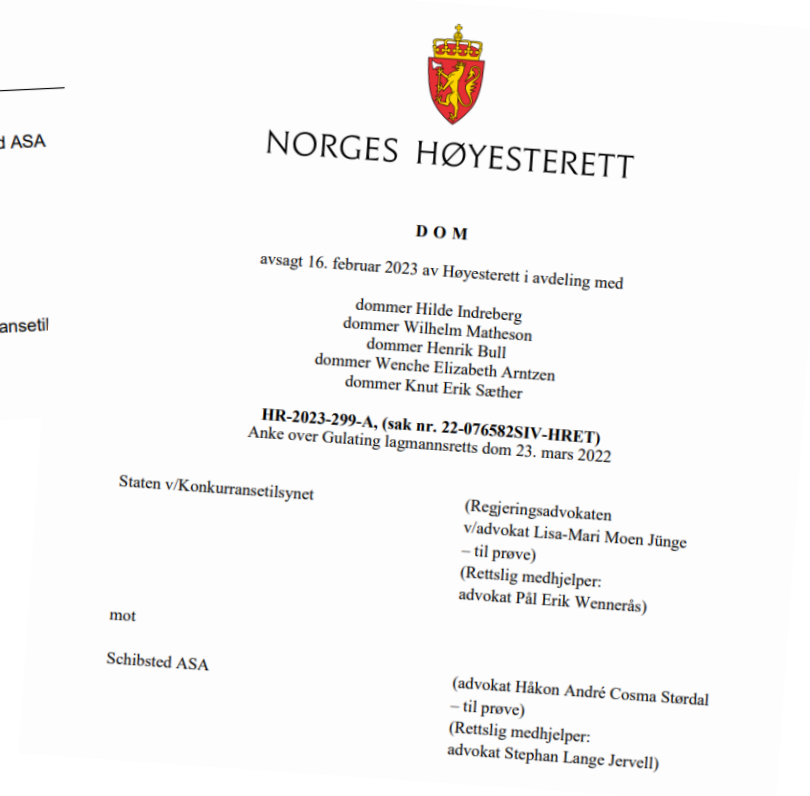 d ASA
ansetil
NORGES HØYESTERETT
D O M
avsagt 16. februar 2023 av Høyesterett i avdeling med
dommer Hilde Indreberg
dommer Wilhelm Matheson
dommer Henrik Bull
dommer Wenche Elizabeth Arntzen
dommer Knut Erik Sæther
HR-2023-299-A, (sak nr. 22-076582SIV-HRET)
Anke over Gulating lagmannsretts dom 23. mars 2022
Staten v/Konkurransetilsynet
(Regjeringsadvokaten
v/advokat Lisa-Mari Moen Jünge
– til prøve)
(Rettslig medhjelper:
advokat Pål Erik Wennerås)
mot
Schibsted ASA
(advokat Håkon André Cosma Størdal
– til prøve)
(Rettslig medhjelper:
advokat Stephan Lange Jervell)